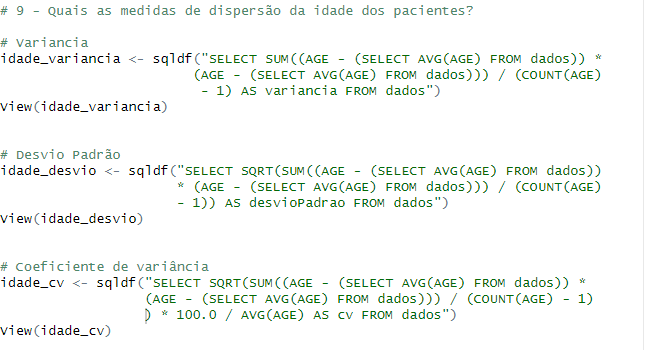 # 9 - Quais as medidas de dispersão da idade dos pacientes?
# Variancia
idade_variancia <- sqldf("SELECT SUM((AGE - (SELECT AVG(AGE) FROM dados)) *
(AGE - (SELECT AVG(AGE) FROM dados))) / (COUNT(AGE)
- 1) AS variancia FROM dados")
View(idade_variancia)
# Desvio Padrão
idade_desvio <- sqldf("SELECT SQRT(SUM((AGE - (SELECT AVG(AGE) FROM dados))
* (AGE - (SELECT AVG(AGE) FROM dados))) / (COUNT(AGE)
- 1)) AS desvioPadrao FROM dados")
View(idade_desvio)
# Coeficiente de variância
idade_cv <- sqldf("SELECT SQRT(SUM((AGE - (SELECT AVG(AGE) FROM dados)) *
(AGE - (SELECT AVG(AGE) FROM dados))) / (COUNT(AGE) - 1)
) * 100.0 / AVG(AGE) AS cv FROM dados")
View(idade_cv)